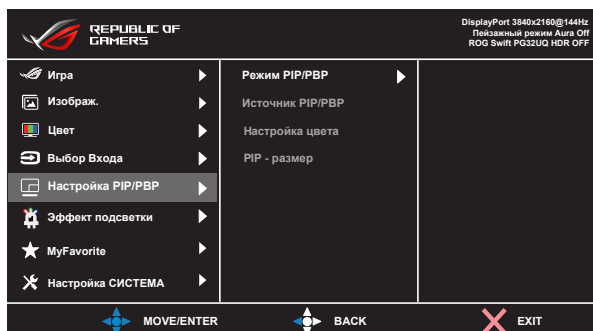 REPUBLIC OF
GAMERS
DisplayPort 3840x2160@144Hz
Пейзажный режим Aura Off
ROG Swift PG32UQ HDR OFF
Игра
Изображ.
Цвет
Выбор Входа
Настройка PIP/PBP
Эффект подсветки
MyFavorite
Настройка СИСТЕМА
Режим PIP/PBP
Источник PIP/PBP
Настройка цвета
PIP - размер
MOVE/ENTER
BACK
EXIT